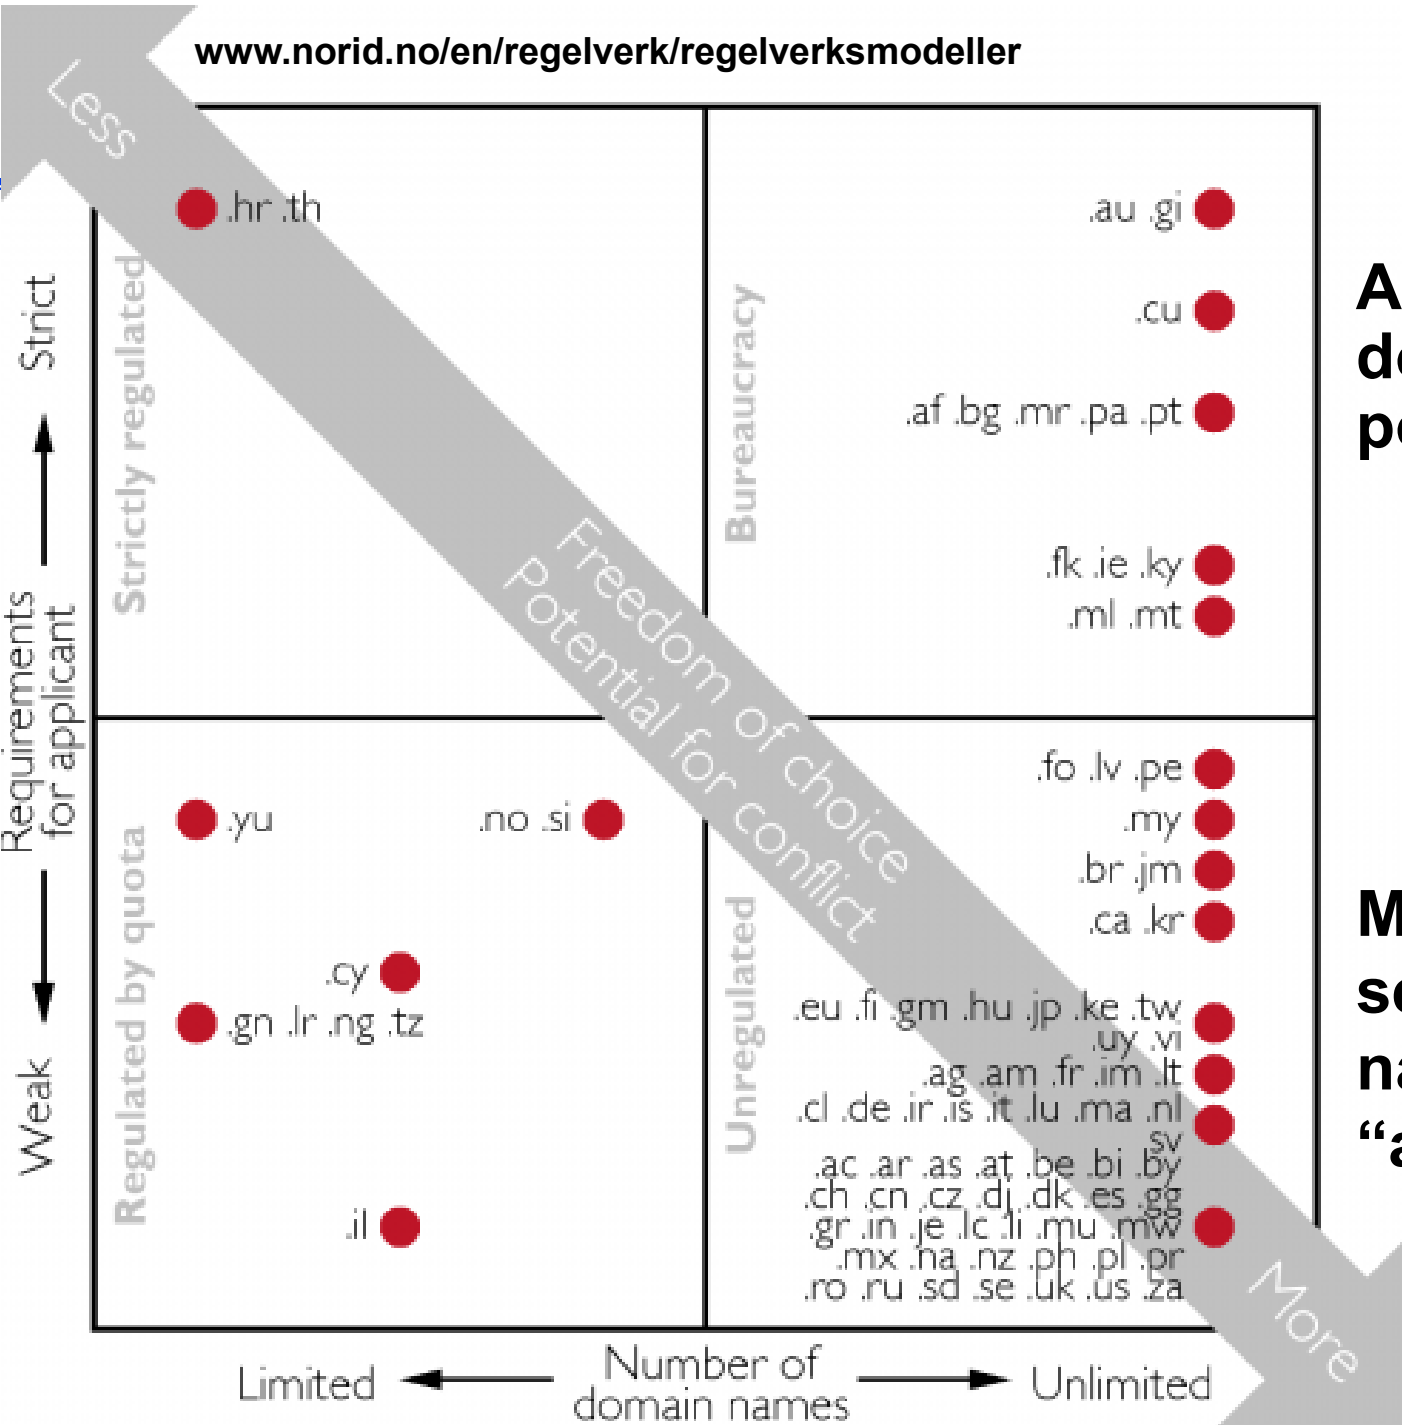 www.norid.no/en/regelverk/regelverksmodeller
Less
.hr .th
.au .gi
.cu
.af .bg .mr .pa .pt
.fk .ie .ky
.ml .mt
Strictly regulated
Bureaucracy
Strict
Requirements
for applicant
Weak
Freedom of choice
Potential for conflict
.fo .lv .pe
.my
.br .jm
.ca .kr
.yu
.no .si
.cy
.gn .lr .ng .tz
.il
Regulated by quota
Unregulated
.eu .fi .gm .hu .jp .ke .tw
.uy .vi
.ag .am .fr .im .lt
.cl .de .ir .is .it .lu .ma .nl
sv
.ac .ar .as .at .be .bi .by
.ch .cn .cz .dj .dk .es .gg
.gr .in .je .lc .li .mu .mw
.mx .na .nz .ph .pl .pr
.ro .ru .sd .se .uk .us .za
More
Limited
Number of
domain names
Unlimited